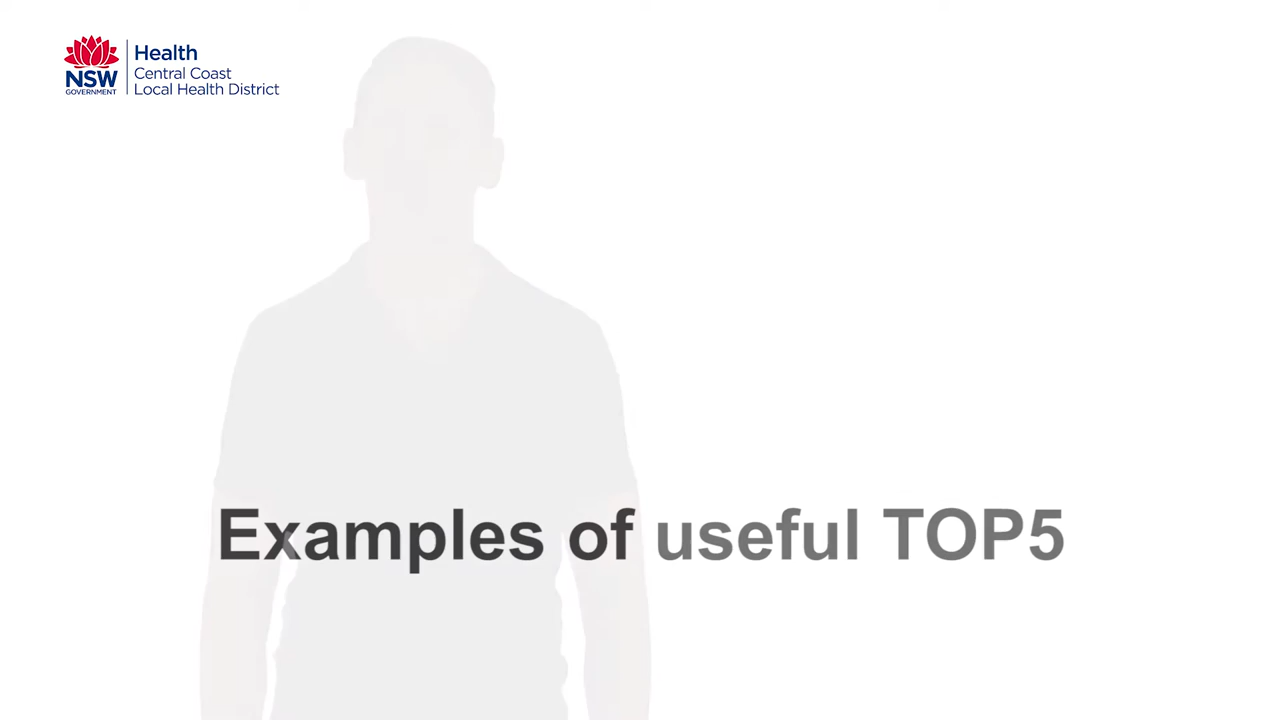 Health
Central Coast
Local Health District
NSW
GOVERNMENT
Examples of useful TOP5